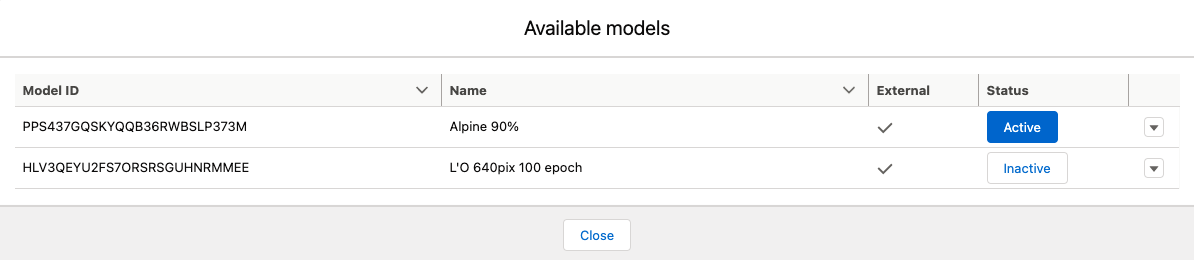 Available models
Model ID Name External Status
PPS437GQSKYQQB36RWBSLP373M Alpine 90% Active
HLV3QEYU2FS7ORSRSGUHNRMMEE L'O 640pix 100 epoch Inactive
Close